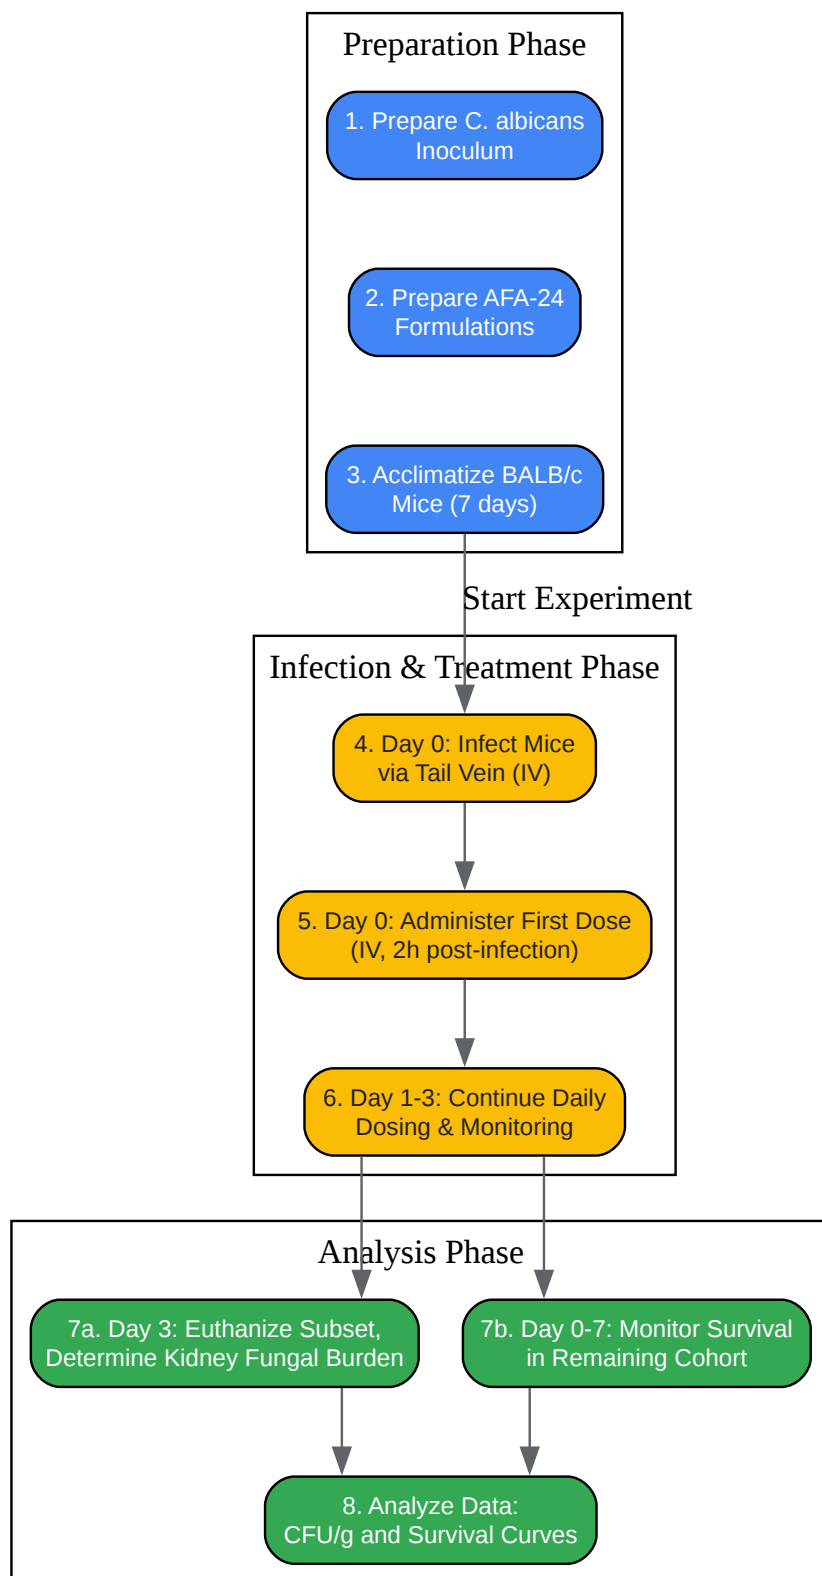 Preparation Phase
1. Prepare C. albicans
Inoculum
2. Prepare AFA-24
Formulations
3. Acclimatize BALB/c
Mice (7 days)
Start Experiment
Infection & Treatment Phase
4. Day 0: Infect Mice
via Tail Vein (IV)
5. Day 0: Administer First Dose
(IV, 2h post-infection)
6. Day 1-3: Continue Daily
Dosing & Monitoring
Analysis Phase
7a. Day 3: Euthanize Subset,
Determine Kidney Fungal Burden
7b. Day 0-7: Monitor Survival
in Remaining Cohort
8. Analyze Data:
CFU/g and Survival Curves